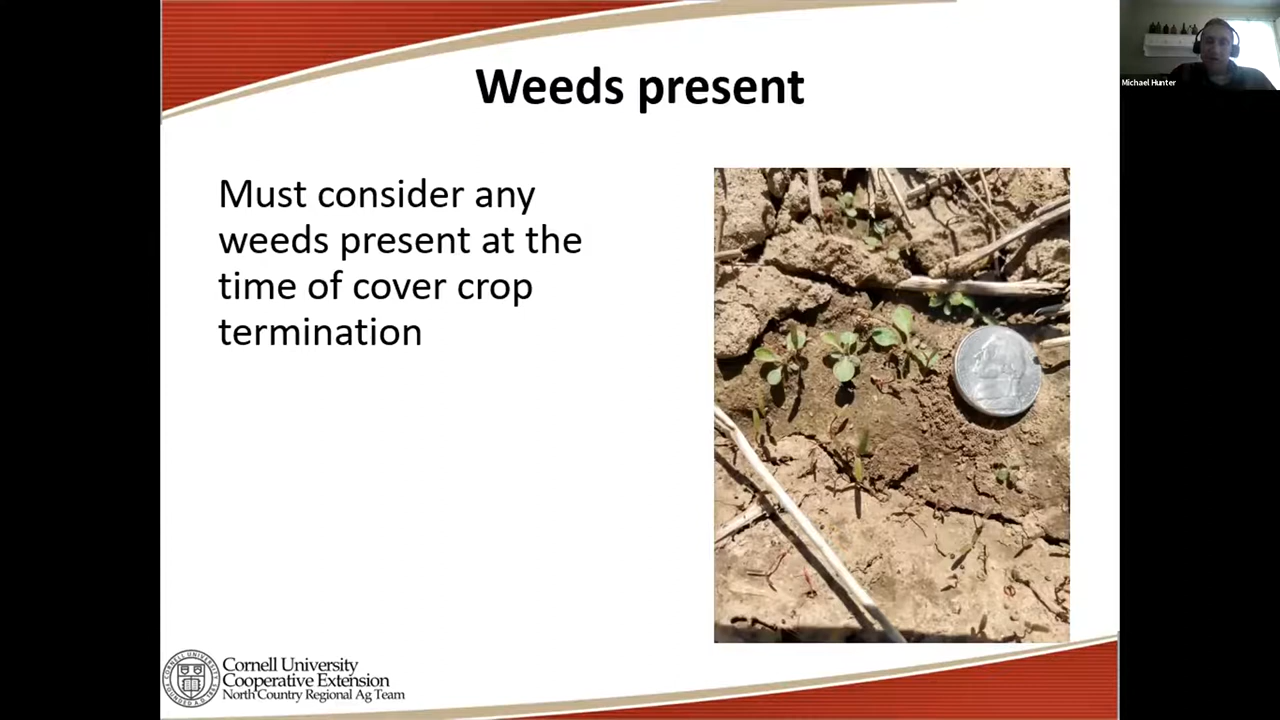 Weeds present
Michael Hunter
Must consider any
weeds present at the
time of cover crop
termination
Cornell University
Cooperative Extension
North Country Regional Ag Team